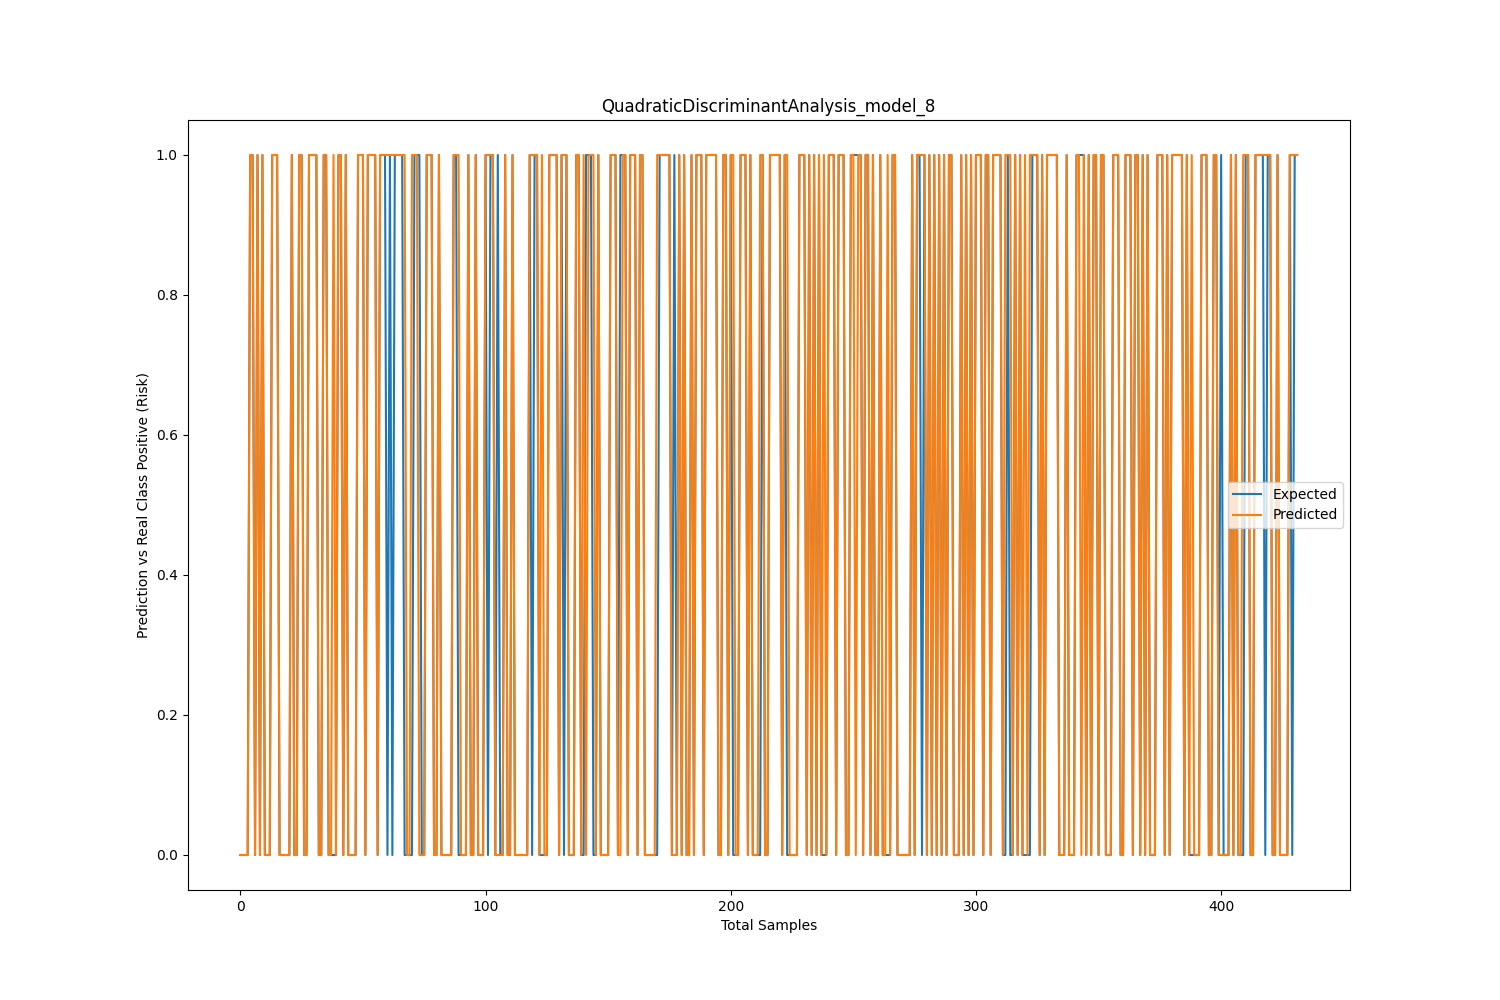 QuadraticDiscriminantAnalysis_model_8
Prediction vs Real Class Positive (Risk)
1.0
0.8
0.6
0.4
0.2
0.0
Expected
Predicted
0 100 200 300 400
Total Samples